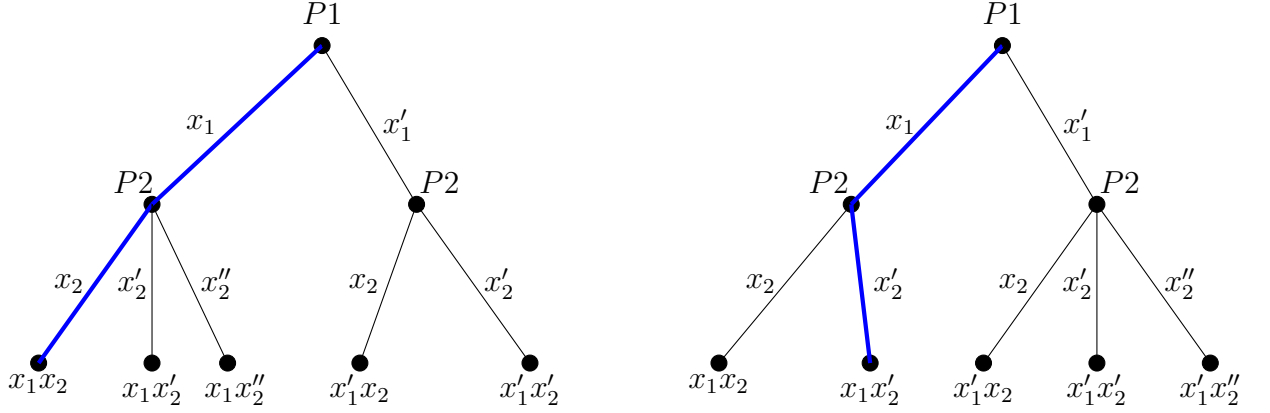 P1 P1
x₁ x′₁ x₁ x′₁
P2 P2 P2 P2
x₂ x′₂ x″₂ x₂ x′₂ x₂ x′₂ x₂ x′₂ x″₂
x₁x₂ x₁x′₂ x₁x″₂ x′₁x₂ x′₁x′₂ x₁x₂ x₁x′₂ x′₁x₂ x′₁x′₂ x′₁x″₂